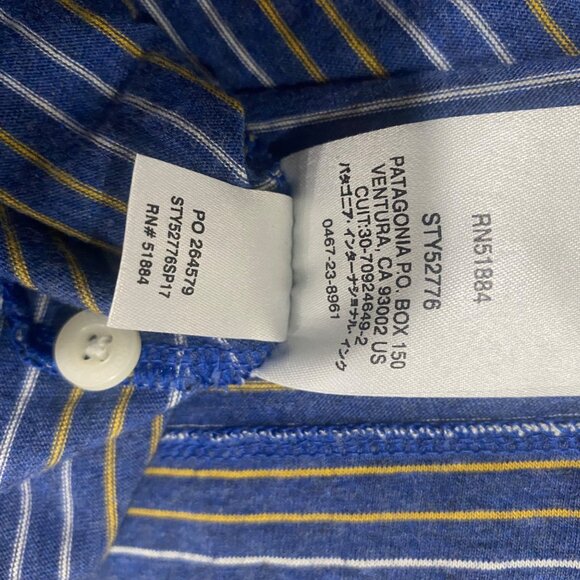 PO 264579
STY52776SP17
RN# 51884
RN51884
STY52776
PATAGONIA P.O. BOX 150
VENTURA, CA 93002 US
CUIT:30-70924649-2
パタゴニア・インターナショナル・インク
0467-23-8961